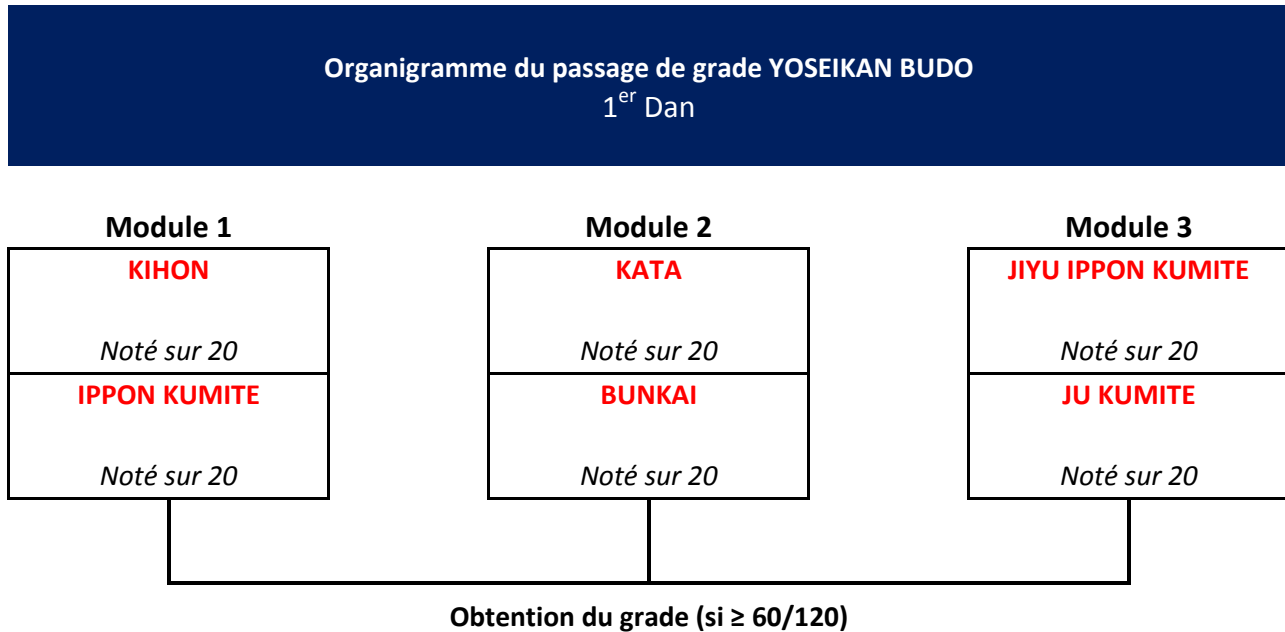 Organigramme du passage de grade YOSEIKAN BUDO
1er Dan
Module 1
KIHON
Noté sur 20
IPPON KUMITE
Noté sur 20
Module 2
KATA
Noté sur 20
BUNKAI
Noté sur 20
Module 3
JIYU IPPON KUMITE
Noté sur 20
JU KUMITE
Noté sur 20
Obtention du grade (si ≥ 60/120)